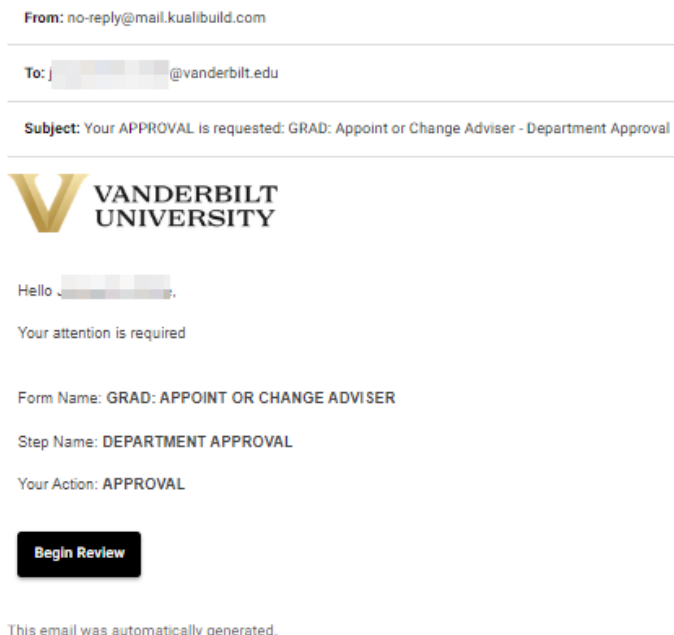 From: no-reply@mail.kualibuild.com
To: j @vanderbilt.edu
Subject: Your APPROVAL is requested: GRAD: Appoint or Change Adviser - Department Approval
VANDERBILT
UNIVERSITY
Hello ,
Your attention is required
Form Name: GRAD: APPOINT OR CHANGE ADVISER
Step Name: DEPARTMENT APPROVAL
Your Action: APPROVAL
Begin Review
This email was automatically generated.